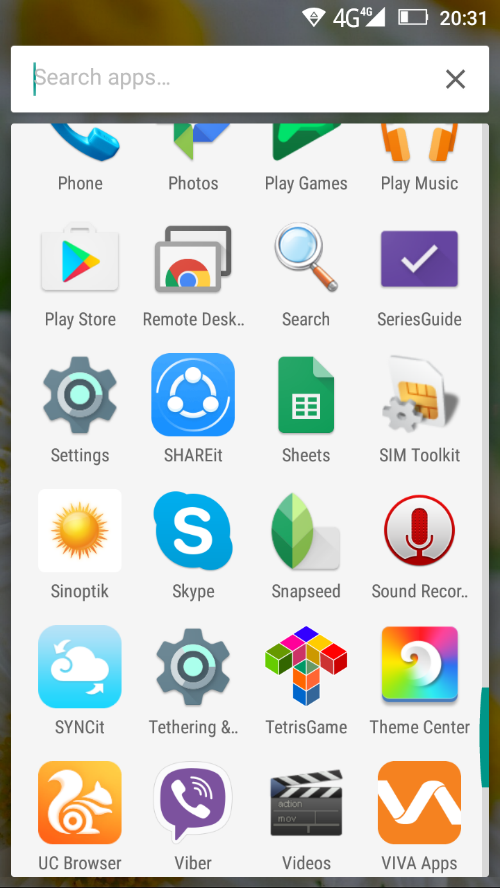 4G 4G 20:31
Search apps...
Phone Photos Play Games Play Music
Play Store Remote Desk.. Search SeriesGuide
Settings SHAREit Sheets SIM Toolkit
S
Sinoptik Skype Snapseed Sound Recor..
SYNCit Tethering &.. TetrisGame Theme Center
action
mov
UC Browser Viber Videos VIVA Apps